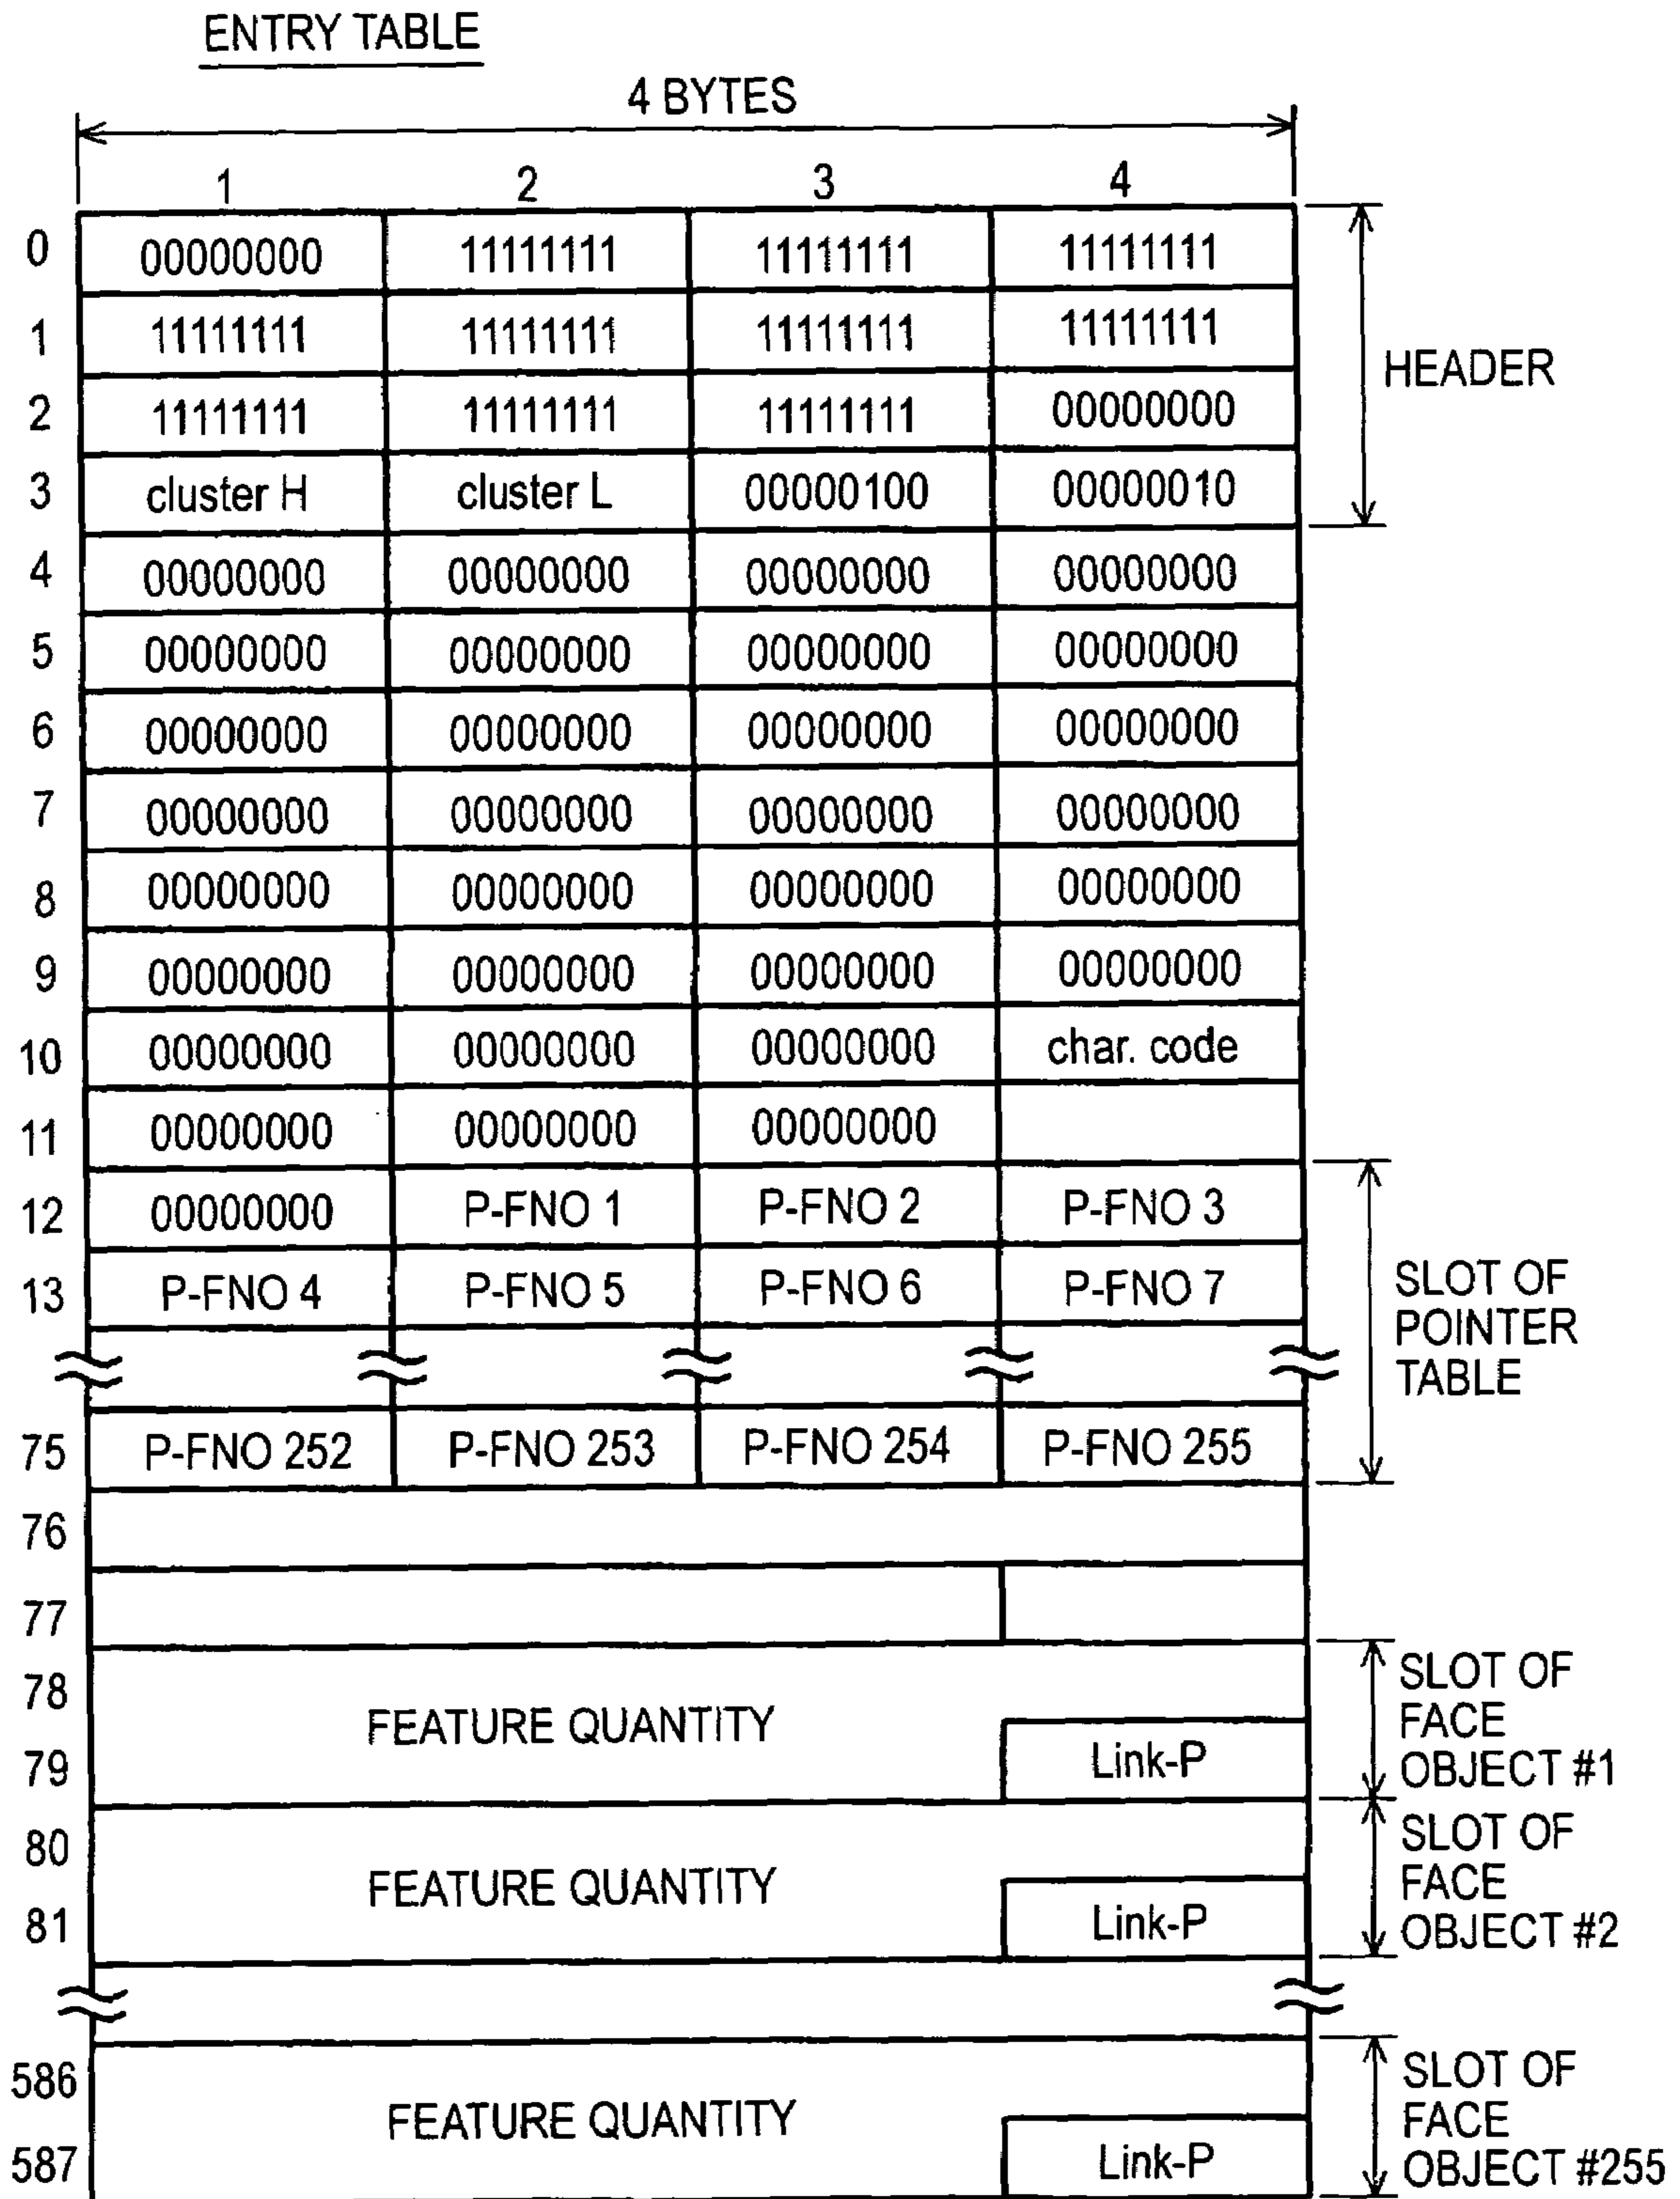 ENTRY TABLE
4 BYTES
1 2 3 4
0 00000000 11111111 11111111 11111111
1 11111111 11111111 11111111 11111111
HEADER
2 11111111 11111111 11111111 00000000
3 cluster H cluster L 00000100 00000010
4 00000000 00000000 00000000 00000000
5 00000000 00000000 00000000 00000000
6 00000000 00000000 00000000 00000000
7 00000000 00000000 00000000 00000000
8 00000000 00000000 00000000 00000000
9 00000000 00000000 00000000 00000000
10 00000000 00000000 00000000 char. code
11 00000000 00000000 00000000
12 00000000 P-FNO 1 P-FNO 2 P-FNO 3
13 P-FNO 4 P-FNO 5 P-FNO 6 P-FNO 7
SLOT OF
POINTER
TABLE
75 P-FNO 252 P-FNO 253 P-FNO 254 P-FNO 255
76
77
78
FEATURE QUANTITY
79 Link-P
SLOT OF
FACE
OBJECT #1
80
FEATURE QUANTITY
81 Link-P
SLOT OF
FACE
OBJECT #2
586
FEATURE QUANTITY
587 Link-P
SLOT OF
FACE
OBJECT #255